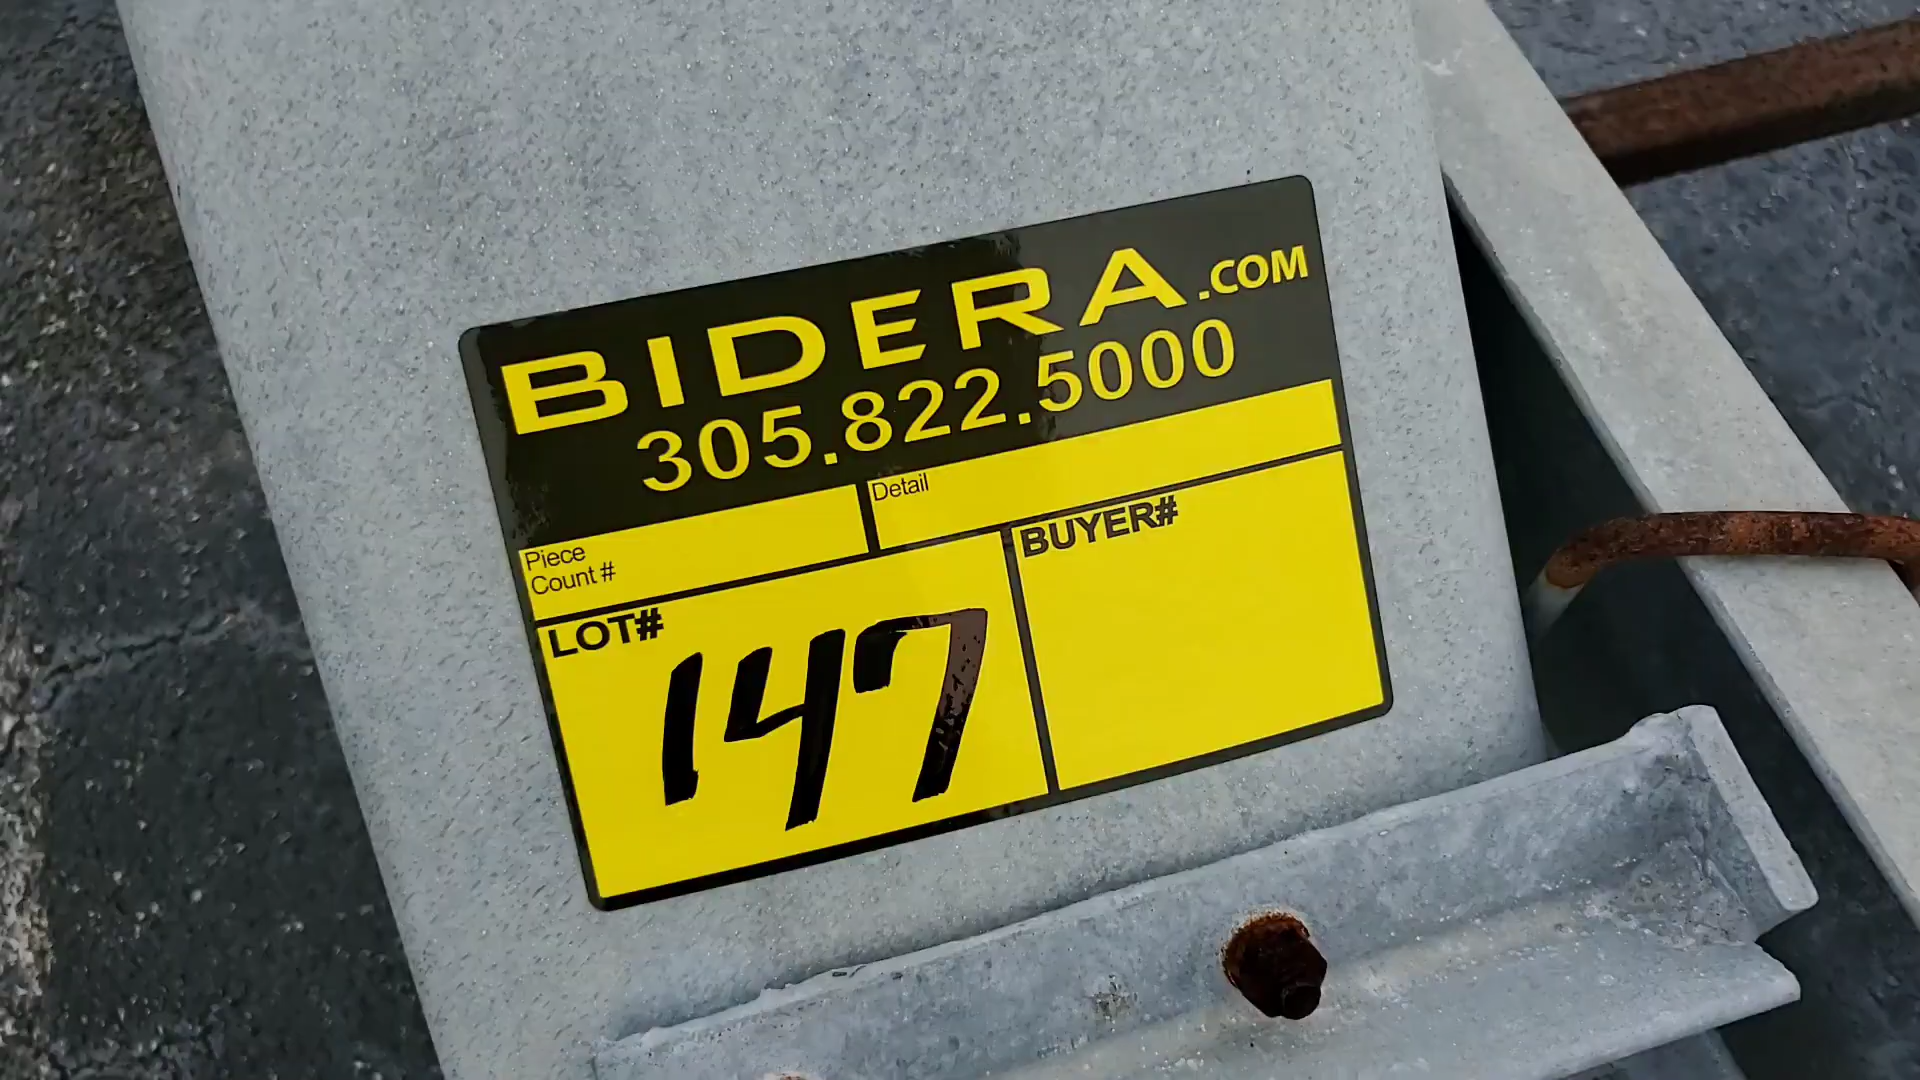 BIDERA.COM
305.822.5000
Piece
Count #
Detail
LOT#
147
BUYER#